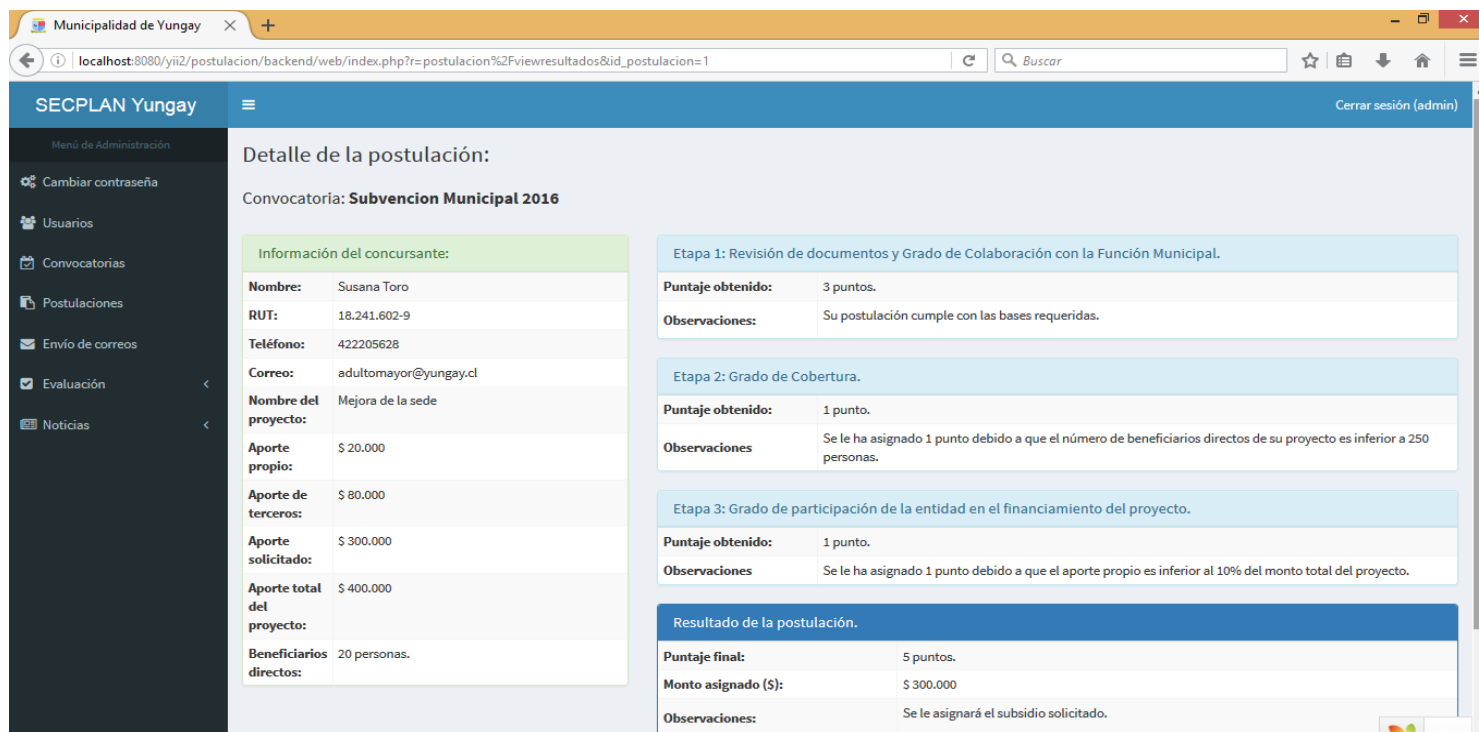 Municipalidad de Yungay
localhost:8080/yii2/postulacion/backend/web/index.php?r=postulacion%2Fviewresultados&id_postulacion=1
Buscar
SECPLAN Yungay
Cerrar sesión (admin)
Menú de Administración
Cambiar contraseña
Usuarios
Convocatorias
Postulaciones
Envío de correos
Evaluación
Noticias
Detalle de la postulación:
Convocatoria: Subvencion Municipal 2016
Información del concursante:
Nombre: Susana Toro
RUT: 18.241.602-9
Teléfono: 422205628
Correo: adultomayor@yungay.cl
Nombre del Mejora de la sede
proyecto:
Aporte $ 20.000
propio:
Aporte de $ 80.000
terceros:
Aporte $ 300.000
solicitado:
Aporte total $ 400.000
del
proyecto:
Beneficiarios 20 personas.
directos:
Etapa 1: Revisión de documentos y Grado de Colaboración con la Función Municipal.
Puntaje obtenido: 3 puntos.
Observaciones: Su postulación cumple con las bases requeridas.
Etapa 2: Grado de Cobertura.
Puntaje obtenido: 1 punto.
Observaciones Se le ha asignado 1 punto debido a que el número de beneficiarios directos de su proyecto es inferior a 250
personas.
Etapa 3: Grado de participación de la entidad en el financiamiento del proyecto.
Puntaje obtenido: 1 punto.
Observaciones Se le ha asignado 1 punto debido a que el aporte propio es inferior al 10% del monto total del proyecto.
Resultado de la postulación.
Puntaje final: 5 puntos.
Monto asignado ($): $ 300.000
Observaciones: Se le asignará el subsidio solicitado.